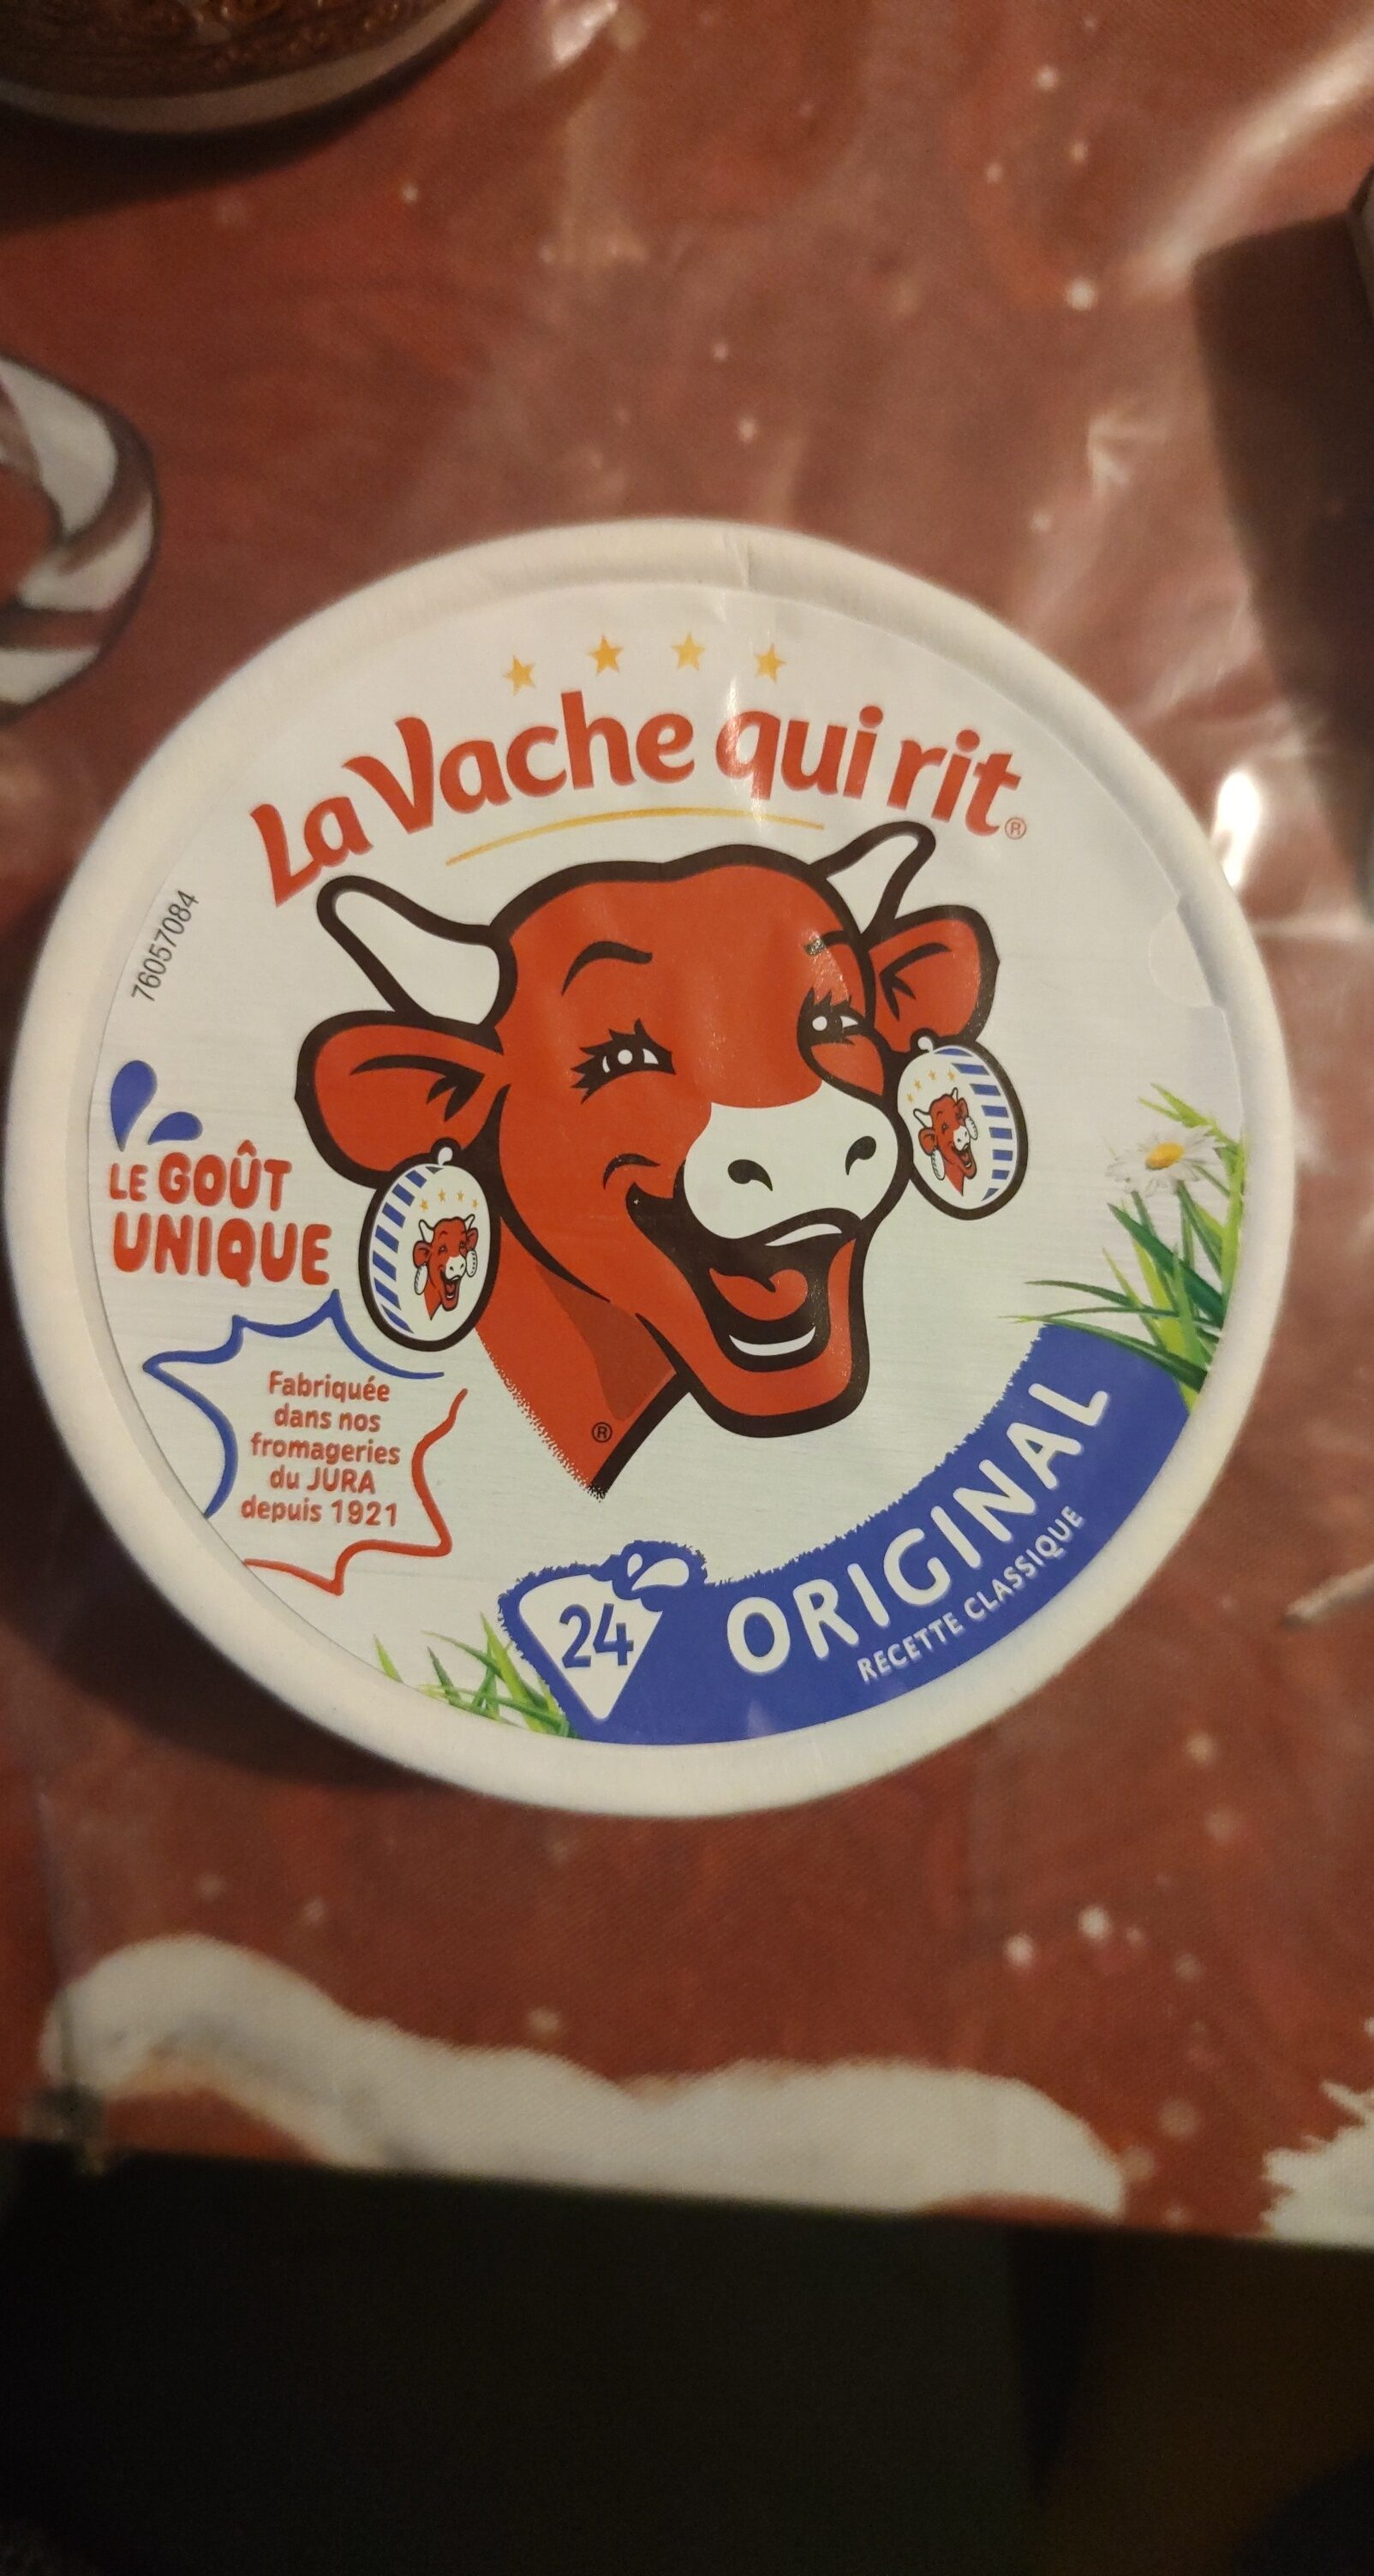 La Vache qui rit®
76057084
LE GOÛT
UNIQUE
Fabriquée
dans nos
fromageries
du JURA
depuis 1921
®
24
ORIGINAL
RECETTE CLASSIQUE